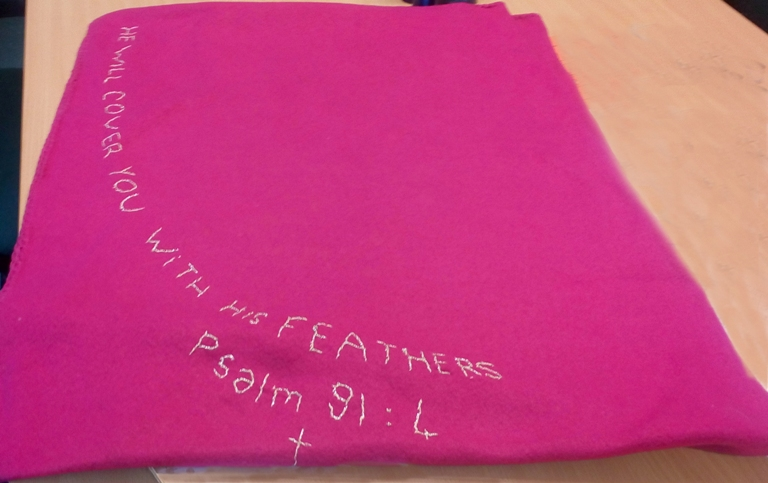 HE WILL COVER YOU WITH HIS FEATHERS
Psalm 91:4